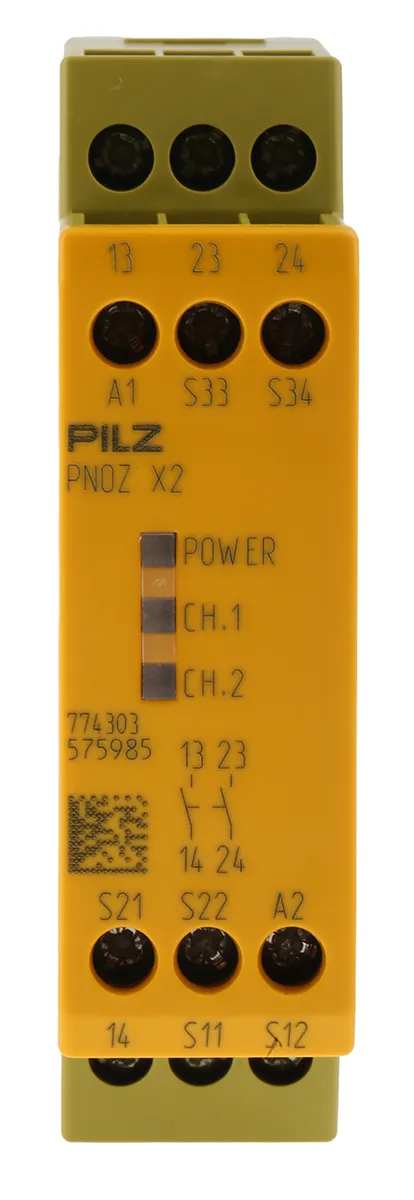 13 23 24
A1 S33 S34
PILZ
PNOZ X2
POWER
CH.1
CH.2
774303
575985
13 23
14 24
S21 S22 A2
14 S11 S12